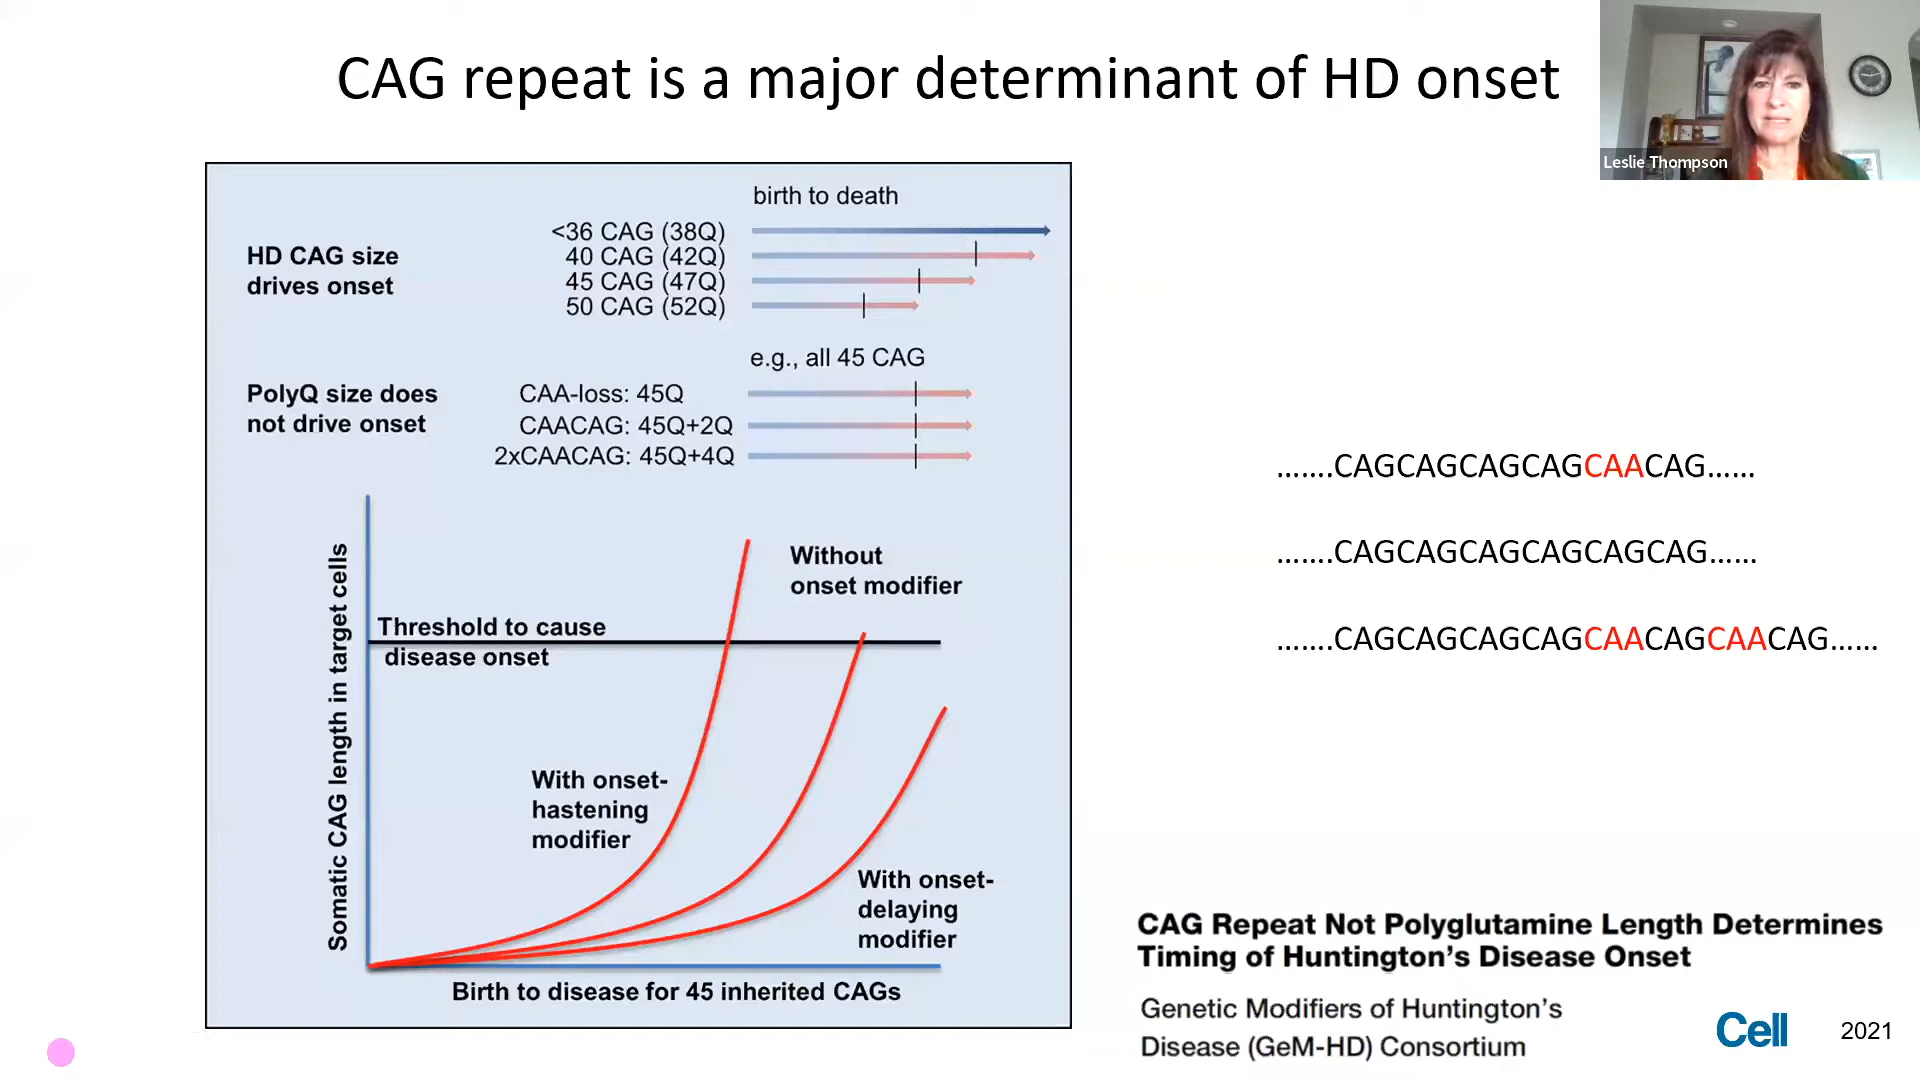 CAG repeat is a major determinant of HD onset
Leslie Thompson
birth to death
HD CAG size
drives onset
<36 CAG (38Q)
40 CAG (42Q)
45 CAG (47Q)
50 CAG (52Q)
e.g., all 45 CAG
PolyQ size does
not drive onset
CAA-loss: 45Q
CAACAG: 45Q+2Q
2xCAACAG: 45Q+4Q
Somatic CAG length in target cells
Without
onset modifier
Threshold to cause
disease onset
With onset-
hastening
modifier
With onset-
delaying
modifier
Birth to disease for 45 inherited CAGs
.......CAGCAGCAGCAGCAACAG......
.......CAGCAGCAGCAGCAGCAG......
.......CAGCAGCAGCAGCAACAGCAACAG......
CAG Repeat Not Polyglutamine Length Determines
Timing of Huntington's Disease Onset
Genetic Modifiers of Huntington's
Disease (GeM-HD) Consortium
Cell 2021